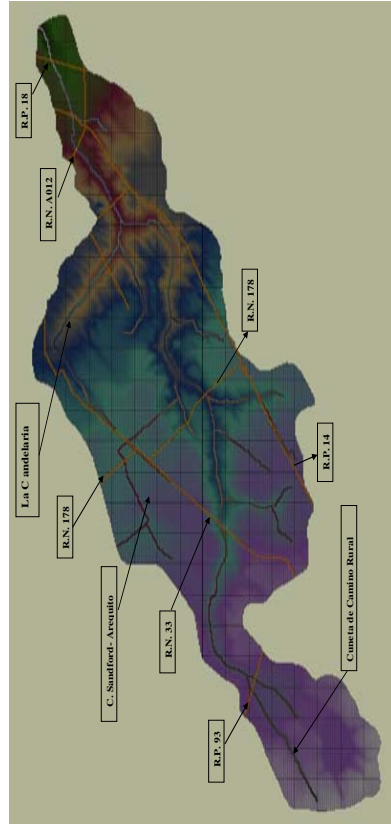 R.P. 18
R.N. A012
La C andelaria
R.N. 178
R.N. 178
R.P. 14
C. Sandford- Arequito
R.N. 33
Cuneta de Camino Rural
R.P. 93